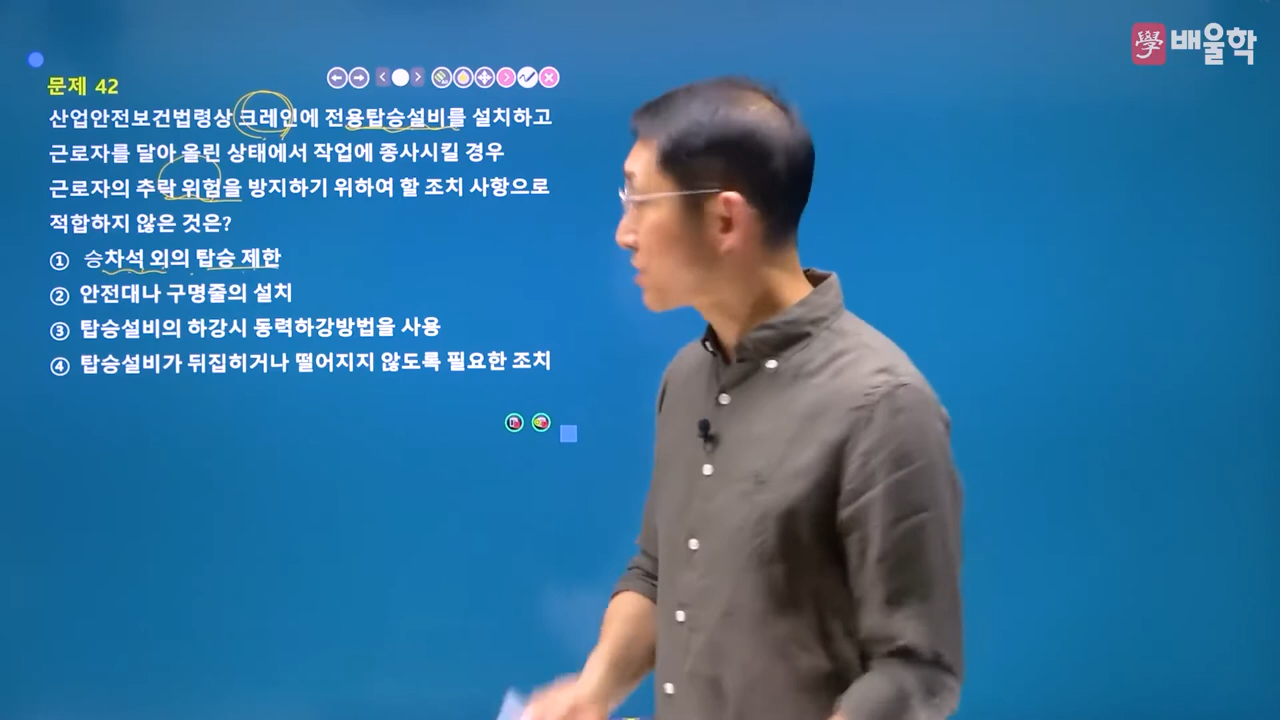 學 배울학
문제 42
산업안전보건법령상 크레인에 전용탑승설비를 설치하고
근로자를 달아 올린 상태에서 작업에 종사시킬 경우
근로자의 추락 위험을 방지하기 위하여 할 조치 사항으로
적합하지 않은 것은?
① 승차석 외의 탑승 제한
② 안전대나 구명줄의 설치
③ 탑승설비의 하강시 동력하강방법을 사용
④ 탑승설비가 뒤집히거나 떨어지지 않도록 필요한 조치